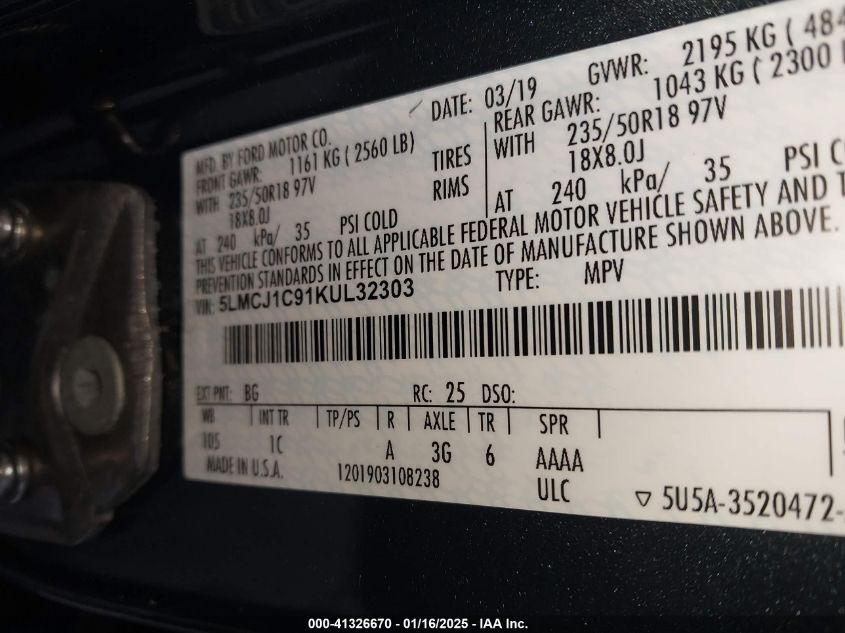 MFD. BY FORD MOTOR CO.
DATE: 03/19
GVWR: 2195 KG ( 484
FRONT GAWR: 1161 KG ( 2560 LB)
REAR GAWR: 1043 KG ( 2300
WITH 235/50R18 97V TIRES
WITH 235/50R18 97V
18X8.0J RIMS
18X8.0J
AT 240 kPa/ 35 PSI COLD
AT 240 kPa/ 35 PSI
THIS VEHICLE CONFORMS TO ALL APPLICABLE FEDERAL MOTOR VEHICLE SAFETY AND
PREVENTION STANDARDS IN EFFECT ON THE DATE OF MANUFACTURE SHOWN ABOVE.
VIN: 5LMCJ1C91KUL32303
TYPE: MPV
EXT PNT: BG RC: 25 DSO:
WB INT TR TP/PS R AXLE TR SPR
105 1C A 3G 6 AAAA
MADE IN U.S.A. 1201903108238 ULC
5U5A-3520472-
000-41326670 - 01/16/2025 - IAA Inc.